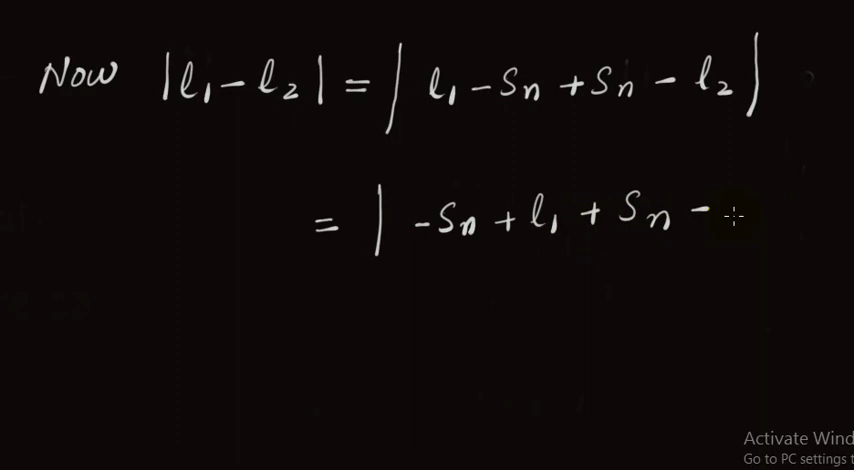 Now |l₁ - l₂| = | l₁ - Sn + Sn - l₂ |
= | -Sn + l₁ + Sn -
Activate Wind
Go to PC settings t